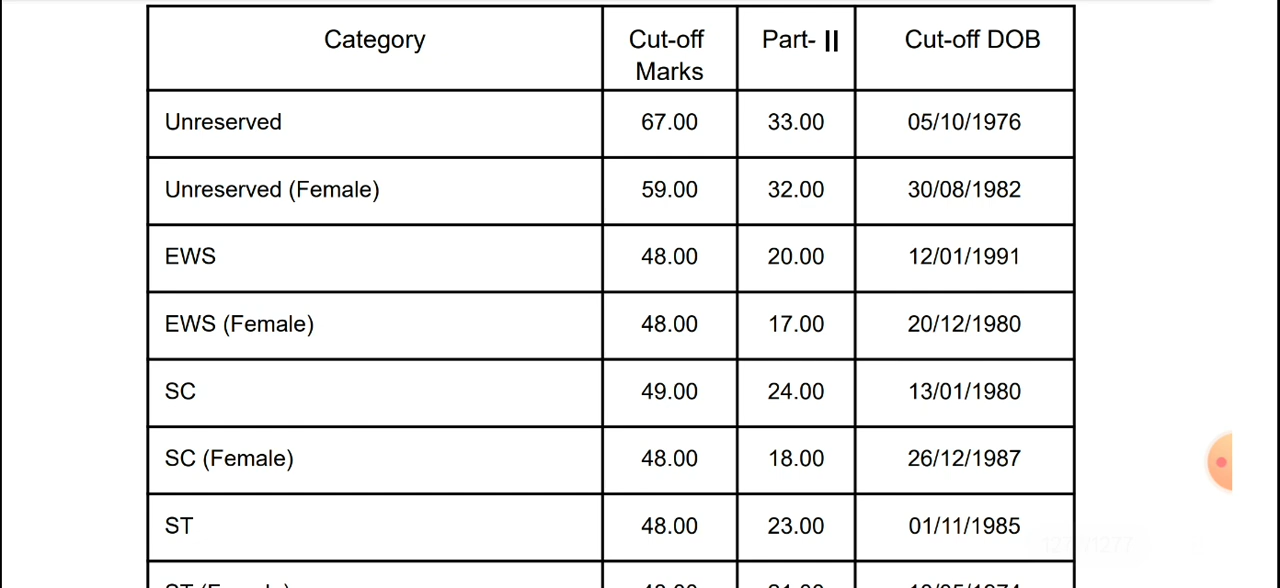 Category Cut-off Marks Part- II Cut-off DOB
Unreserved 67.00 33.00 05/10/1976
Unreserved (Female) 59.00 32.00 30/08/1982
EWS 48.00 20.00 12/01/1991
EWS (Female) 48.00 17.00 20/12/1980
SC 49.00 24.00 13/01/1980
SC (Female) 48.00 18.00 26/12/1987
ST 48.00 23.00 01/11/1985